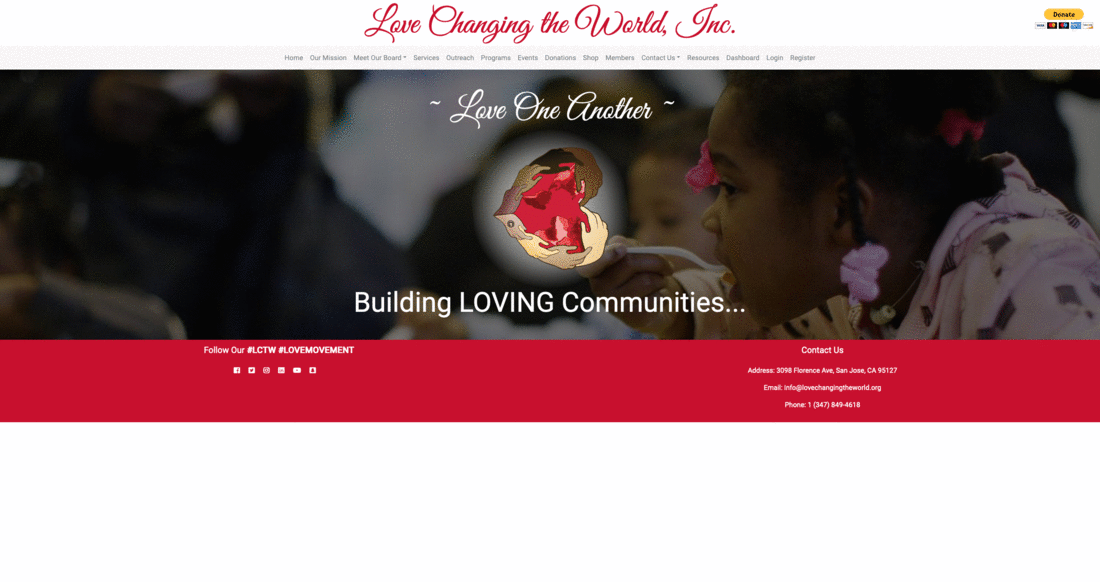 Love Changing the World, Inc.
Donate
Home Our Mission Meet Our Board Services Outreach Programs Events Donations Shop Members Contact Us Resources Dashboard Login Register
~ Love One Another ~
Building LOVING Communities...
Follow Our #LCTW #LOVEMOVEMENT
Contact Us
Address: 3098 Florence Ave, San Jose, CA 95127
Email: info@lovechangingtheworld.org
Phone: 1 (347) 849-4618